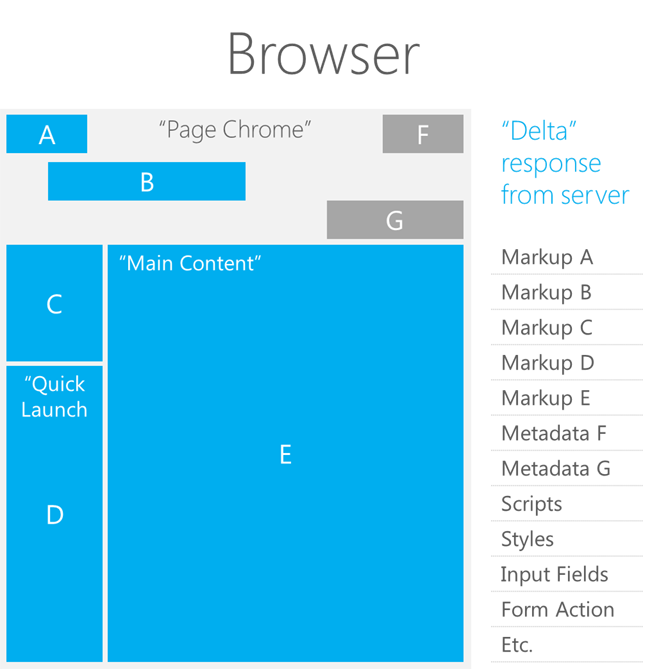 Browser
A
“Page Chrome”
F
B
G
C
“Main Content”
“Quick
Launch
D
E
“Delta”
response
from server
Markup A
Markup B
Markup C
Markup D
Markup E
Metadata F
Metadata G
Scripts
Styles
Input Fields
Form Action
Etc.